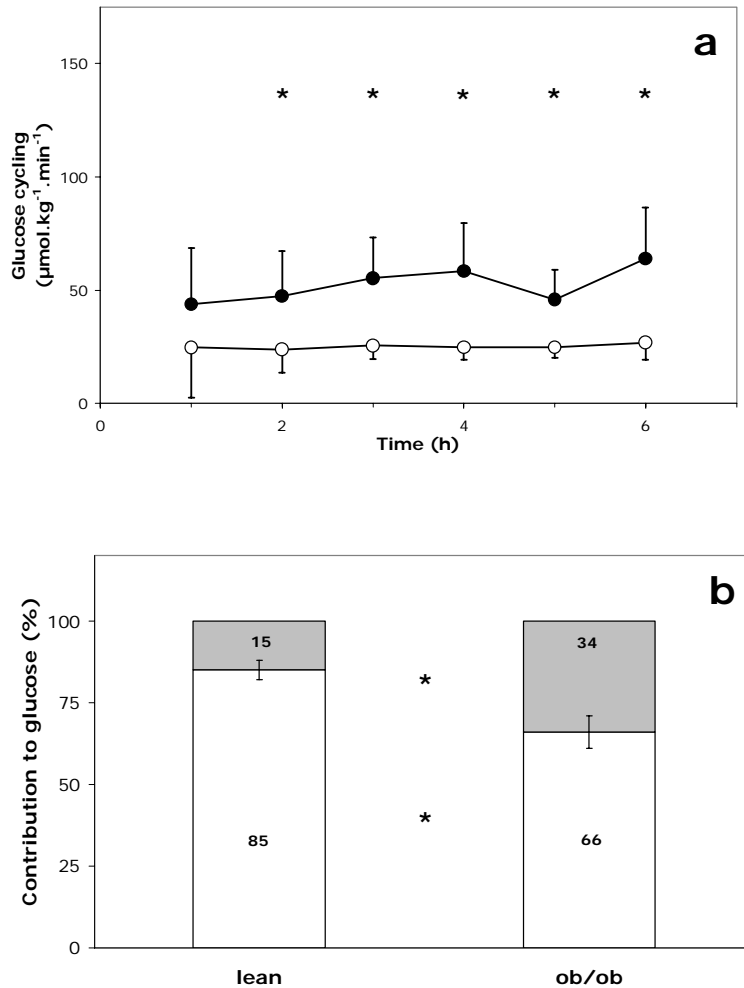 a
150
* * * * *
100
50
0
0 2 4 6
Time (h)
Glucose cycling
(µmol.kg⁻¹.min⁻¹)
b
100
75
50
25
0
15
34
*
*
85
66
lean ob/ob
Contribution to glucose (%)